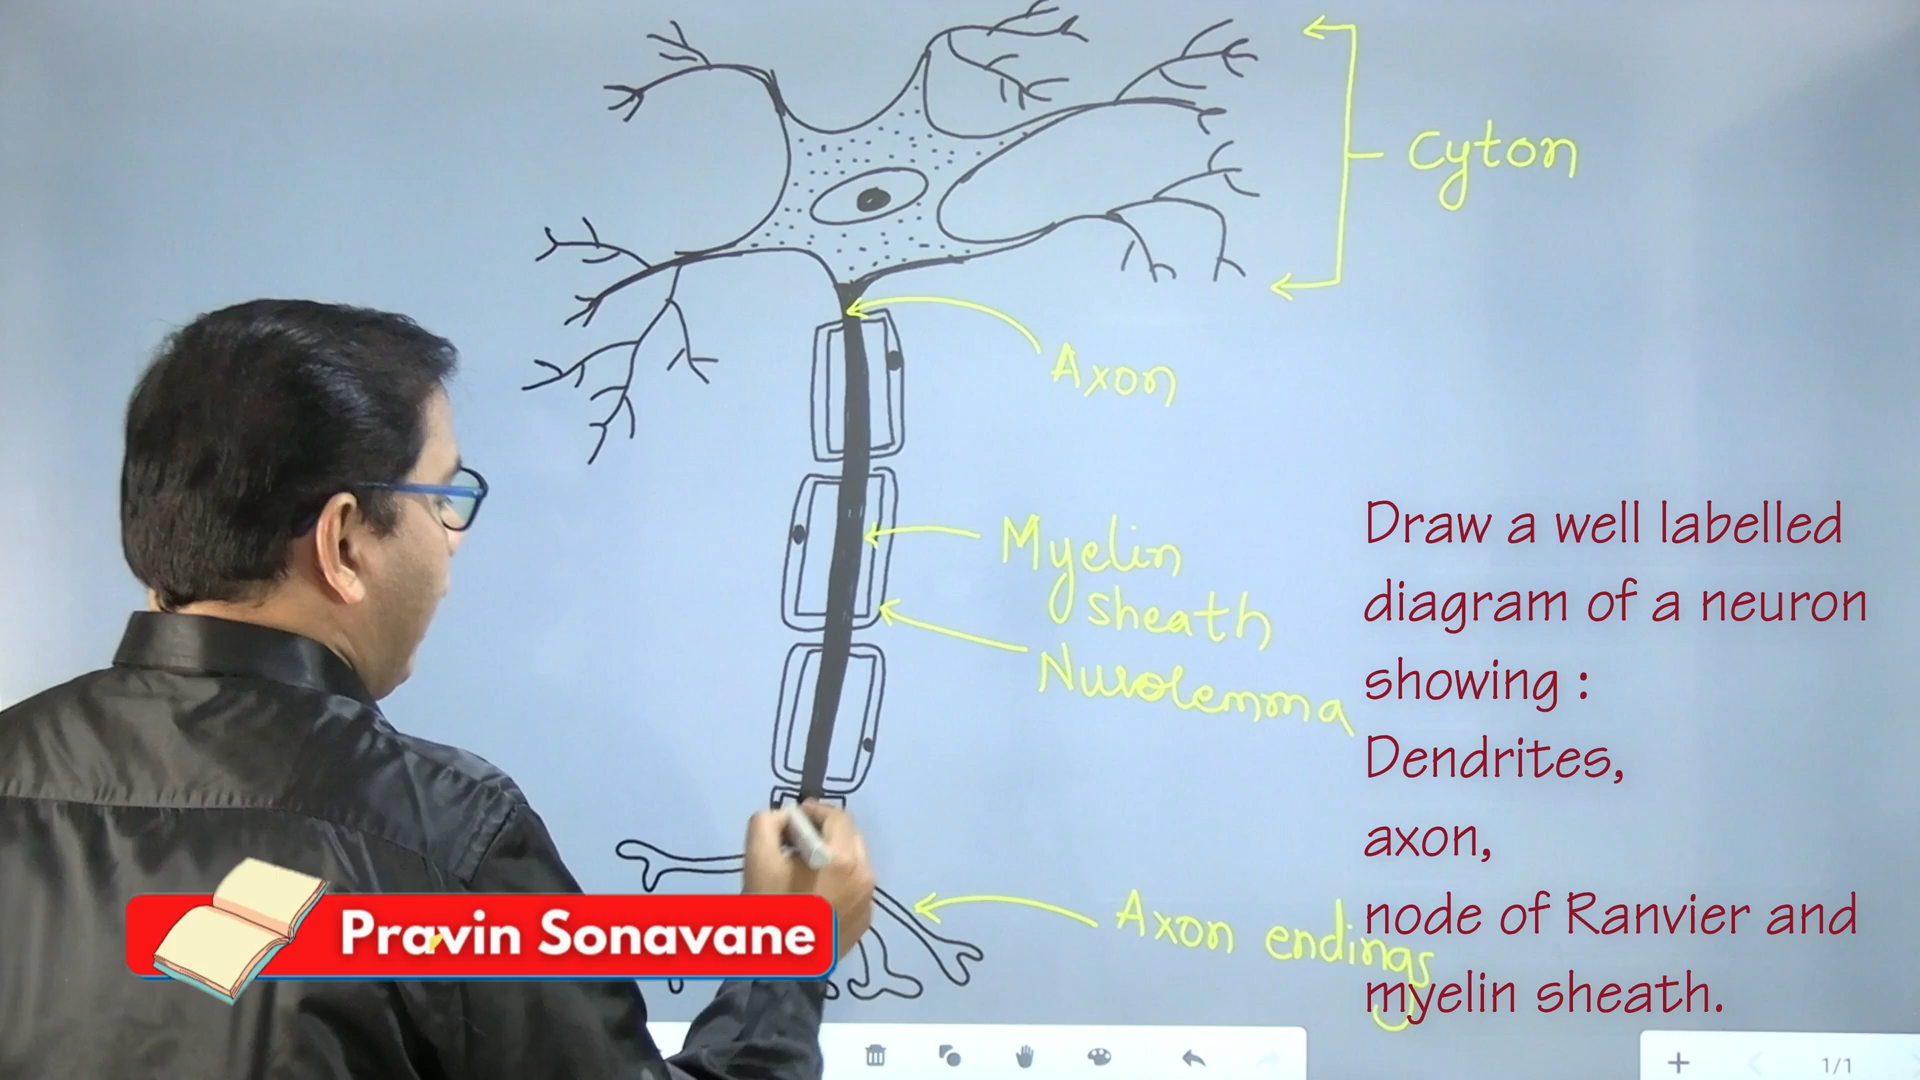 Cyton
Axon
Myelin
sheath
Nurolemma
Axon endings
Draw a well labelled
diagram of a neuron
showing :
Dendrites,
axon,
node of Ranvier and
myelin sheath.
Pravin Sonavane
1/1